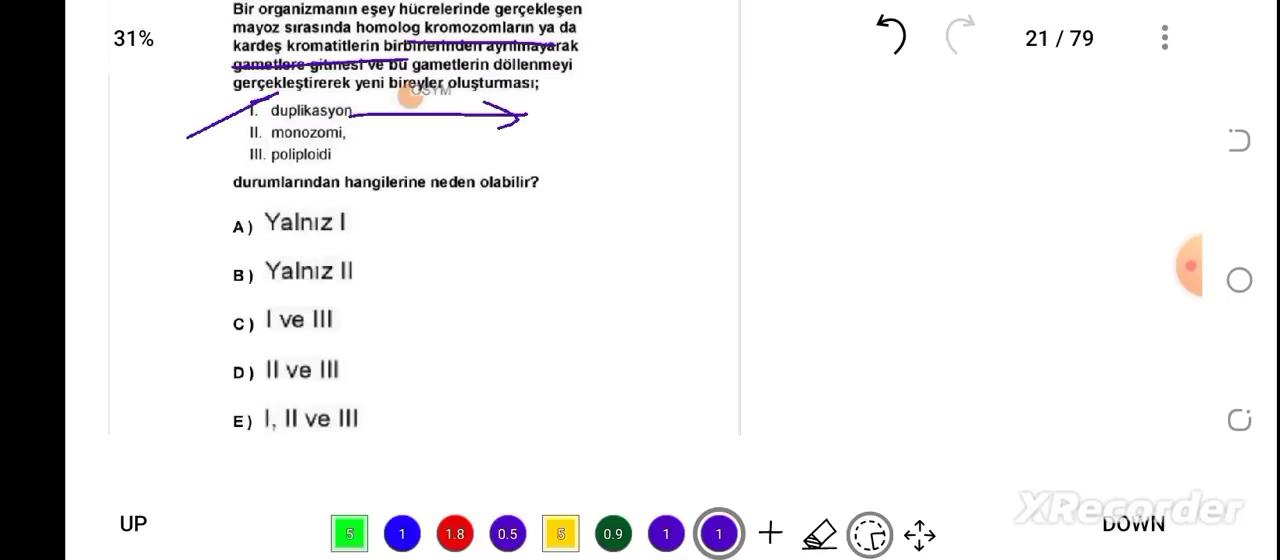 Bir organizmanın eşey hücrelerinde gerçekleşen
31%
mayoz sırasında homolog kromozomların ya da
21 / 79
kardeş kromatitlerin birbirlerinden ayrılmayarak
gametlere gitmesi ve bu gametlerin döllenmeyi
gerçekleştirerek yeni bireyler oluşturması;
ÖSYM
I. duplikasyon,
II. monozomi,
III. poliploidi
durumlarından hangilerine neden olabilir?
A) Yalnız I
B) Yalnız II
C) I ve III
D) II ve III
E) I, II ve III
XRecorder
UP
5 1 1.8 0.5 5 0.9 1 1
DOWN